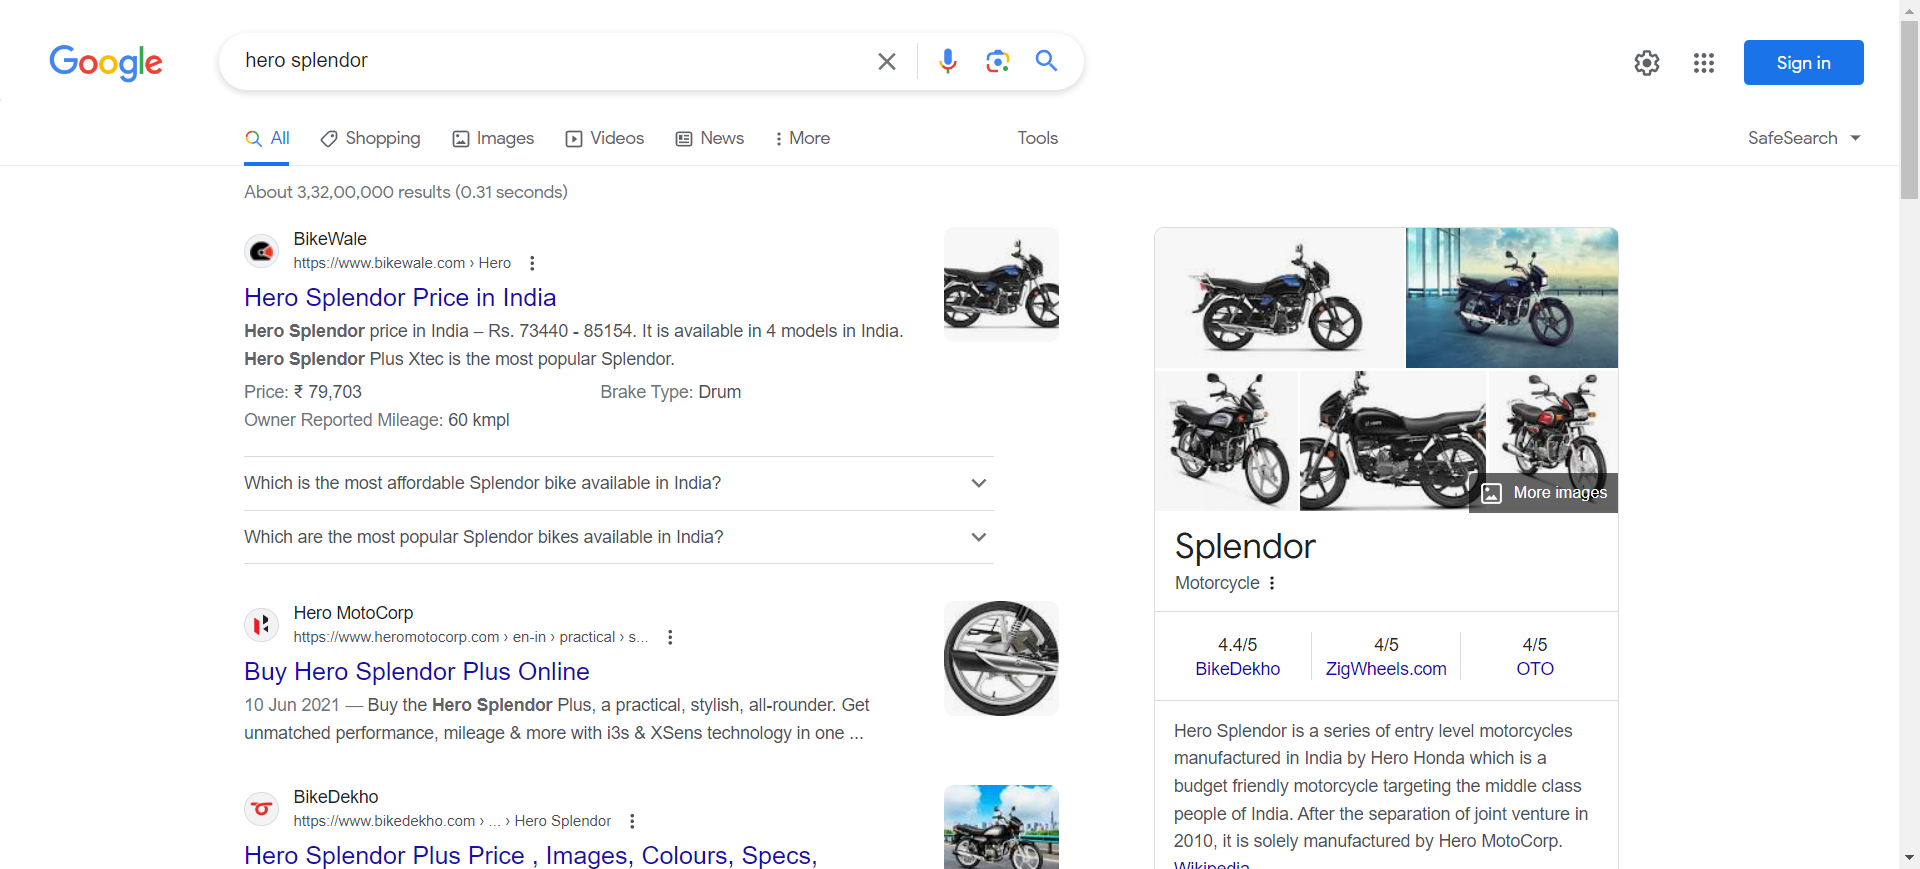 Google
hero splendor
Sign in
All
Shopping
Images
Videos
News
More
Tools
SafeSearch
About 3,32,00,000 results (0.31 seconds)
BikeWale
https://www.bikewale.com › Hero
Hero Splendor Price in India
Hero Splendor price in India – Rs. 73440 - 85154. It is available in 4 models in India.
Hero Splendor Plus Xtec is the most popular Splendor.
Price: ₹ 79,703
Brake Type: Drum
Owner Reported Mileage: 60 kmpl
Which is the most affordable Splendor bike available in India?
Which are the most popular Splendor bikes available in India?
Hero MotoCorp
https://www.heromotocorp.com › en-in › practical › s...
Buy Hero Splendor Plus Online
10 Jun 2021 — Buy the Hero Splendor Plus, a practical, stylish, all-rounder. Get
unmatched performance, mileage & more with i3s & XSens technology in one ...
BikeDekho
https://www.bikedekho.com › ... › Hero Splendor
Hero Splendor Plus Price , Images, Colours, Specs,
More images
Splendor
Motorcycle
4.4/5
BikeDekho
4/5
ZigWheels.com
4/5
OTO
Hero Splendor is a series of entry level motorcycles
manufactured in India by Hero Honda which is a
budget friendly motorcycle targeting the middle class
people of India. After the separation of joint venture in
2010, it is solely manufactured by Hero MotoCorp.
Wikipedia